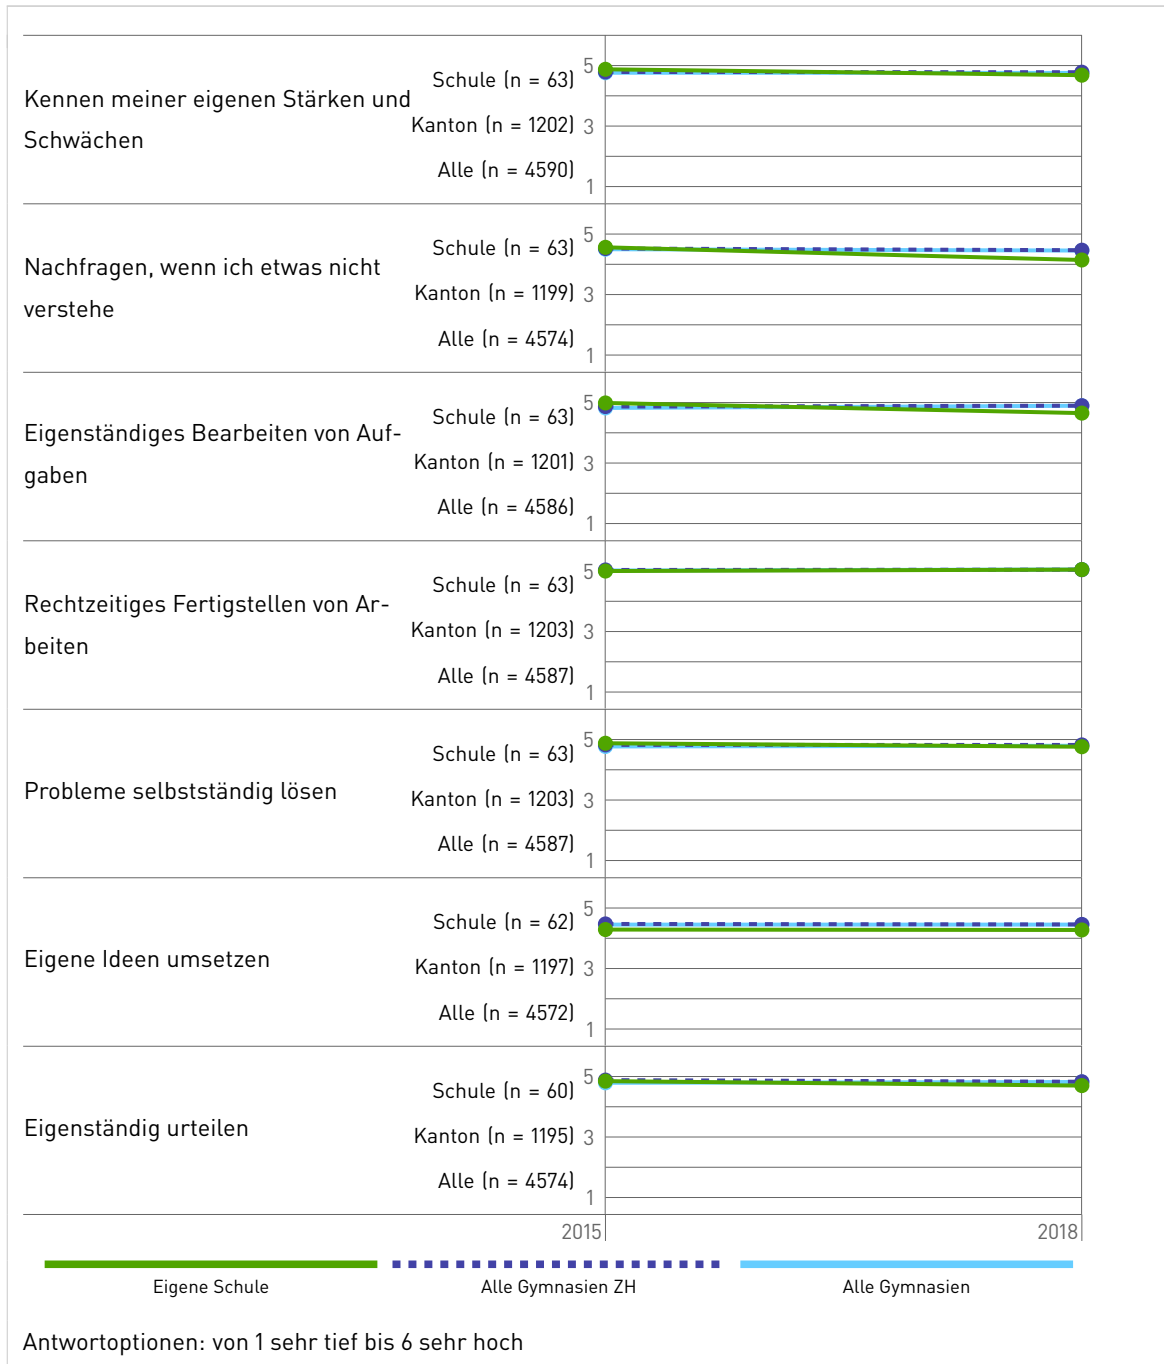 5
Schule (n = 63)
Kennen meiner eigenen Stärken und
Kanton (n = 1202) 3
Schwächen
Alle (n = 4590)
1
5
Schule (n = 63)
Nachfragen, wenn ich etwas nicht
Kanton (n = 1199) 3
verstehe
Alle (n = 4574)
1
5
Schule (n = 63)
Eigenständiges Bearbeiten von Auf-
Kanton (n = 1201) 3
gaben
Alle (n = 4586)
1
5
Schule (n = 63)
Rechtzeitiges Fertigstellen von Ar-
Kanton (n = 1203) 3
beiten
Alle (n = 4587)
1
5
Schule (n = 63)
Probleme selbstständig lösen
Kanton (n = 1203) 3
Alle (n = 4587)
1
5
Schule (n = 62)
Eigene Ideen umsetzen
Kanton (n = 1197) 3
Alle (n = 4572)
1
5
Schule (n = 60)
Eigenständig urteilen
Kanton (n = 1195) 3
Alle (n = 4574)
1
2015 2018
Eigene Schule Alle Gymnasien ZH Alle Gymnasien
Antwortoptionen: von 1 sehr tief bis 6 sehr hoch